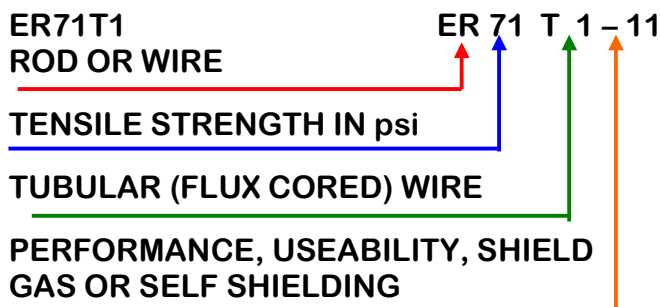 ER71T1 ER 71 T 1 – 11
ROD OR WIRE
TENSILE STRENGTH IN psi
TUBULAR (FLUX CORED) WIRE
PERFORMANCE, USEABILITY, SHIELD
GAS OR SELF SHIELDING